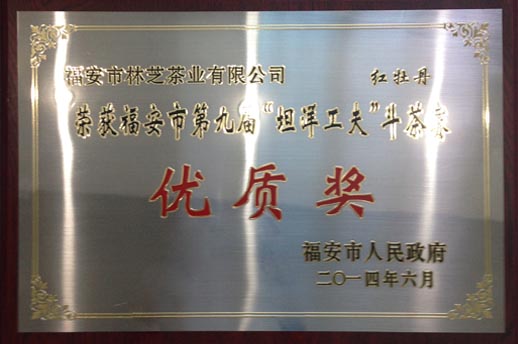 福安市林芝茶业有限公司 红牡丹
荣获福安市第九届“坦洋工夫”斗茶赛
优质奖
福安市人民政府
二〇一四年六月